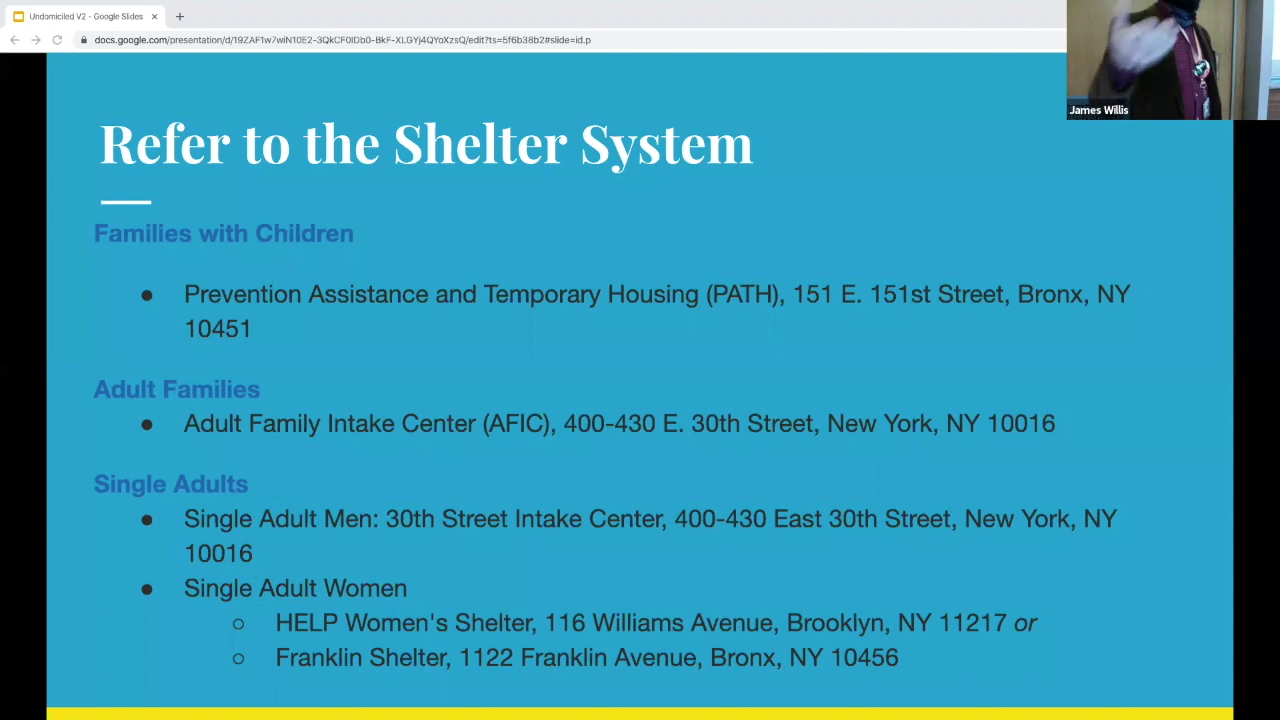 Undomiciled V2 - Google Slides
docs.google.com/presentation/d/19ZAF1w7wiN10E2-3QkCF0IDb0-BkF-XLGYj4QYoXzsQ/edit?ts=5f6b38b2#slide=id.p
James Willis
Refer to the Shelter System
Families with Children
● Prevention Assistance and Temporary Housing (PATH), 151 E. 151st Street, Bronx, NY
10451
Adult Families
● Adult Family Intake Center (AFIC), 400-430 E. 30th Street, New York, NY 10016
Single Adults
● Single Adult Men: 30th Street Intake Center, 400-430 East 30th Street, New York, NY
10016
● Single Adult Women
○ HELP Women's Shelter, 116 Williams Avenue, Brooklyn, NY 11217 or
○ Franklin Shelter, 1122 Franklin Avenue, Bronx, NY 10456